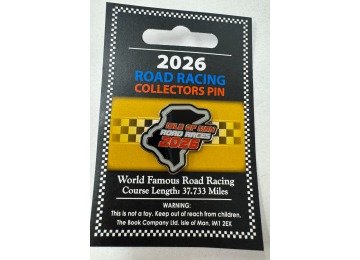 2026
ROAD RACING
COLLECTORS PIN
ISLE OF MAN
ROAD RACES
2026
World Famous Road Racing
Course Length: 37.733 Miles
WARNING:
This is not a toy. Keep out of reach from children.
The Book Company Ltd. Isle of Man, IM1 2EX